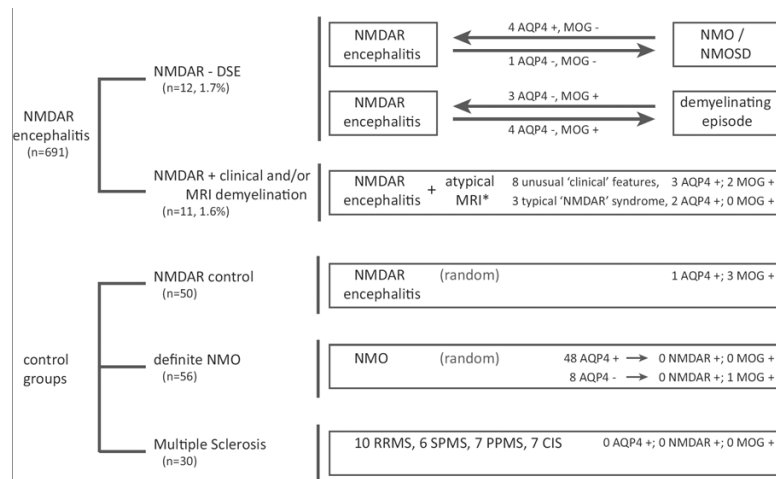 NMDAR
encephalitis
(n=691)
NMDAR - DSE
(n=12, 1.7%)
NMDAR
encephalitis
4 AQP4 +, MOG -
1 AQP4 -, MOG -
NMO /
NMOSD
NMDAR
encephalitis
3 AQP4 -, MOG +
4 AQP4 -, MOG +
demyelinating
episode
NMDAR + clinical and/or
MRI demyelination
(n=11, 1.6%)
NMDAR
encephalitis
+
atypical
MRI*
8 unusual ‘clinical’ features, 3 AQP4 +; 2 MOG +
3 typical ‘NMDAR’ syndrome, 2 AQP4 +; 0 MOG +
control
groups
NMDAR control
(n=50)
NMDAR (random) 1 AQP4 +; 3 MOG +
encephalitis
definite NMO
(n=56)
NMO (random) 48 AQP4 + → 0 NMDAR +; 0 MOG +
8 AQP4 - → 0 NMDAR +; 1 MOG +
Multiple Sclerosis
(n=30)
10 RRMS, 6 SPMS, 7 PPMS, 7 CIS 0 AQP4 +; 0 NMDAR +; 0 MOG +